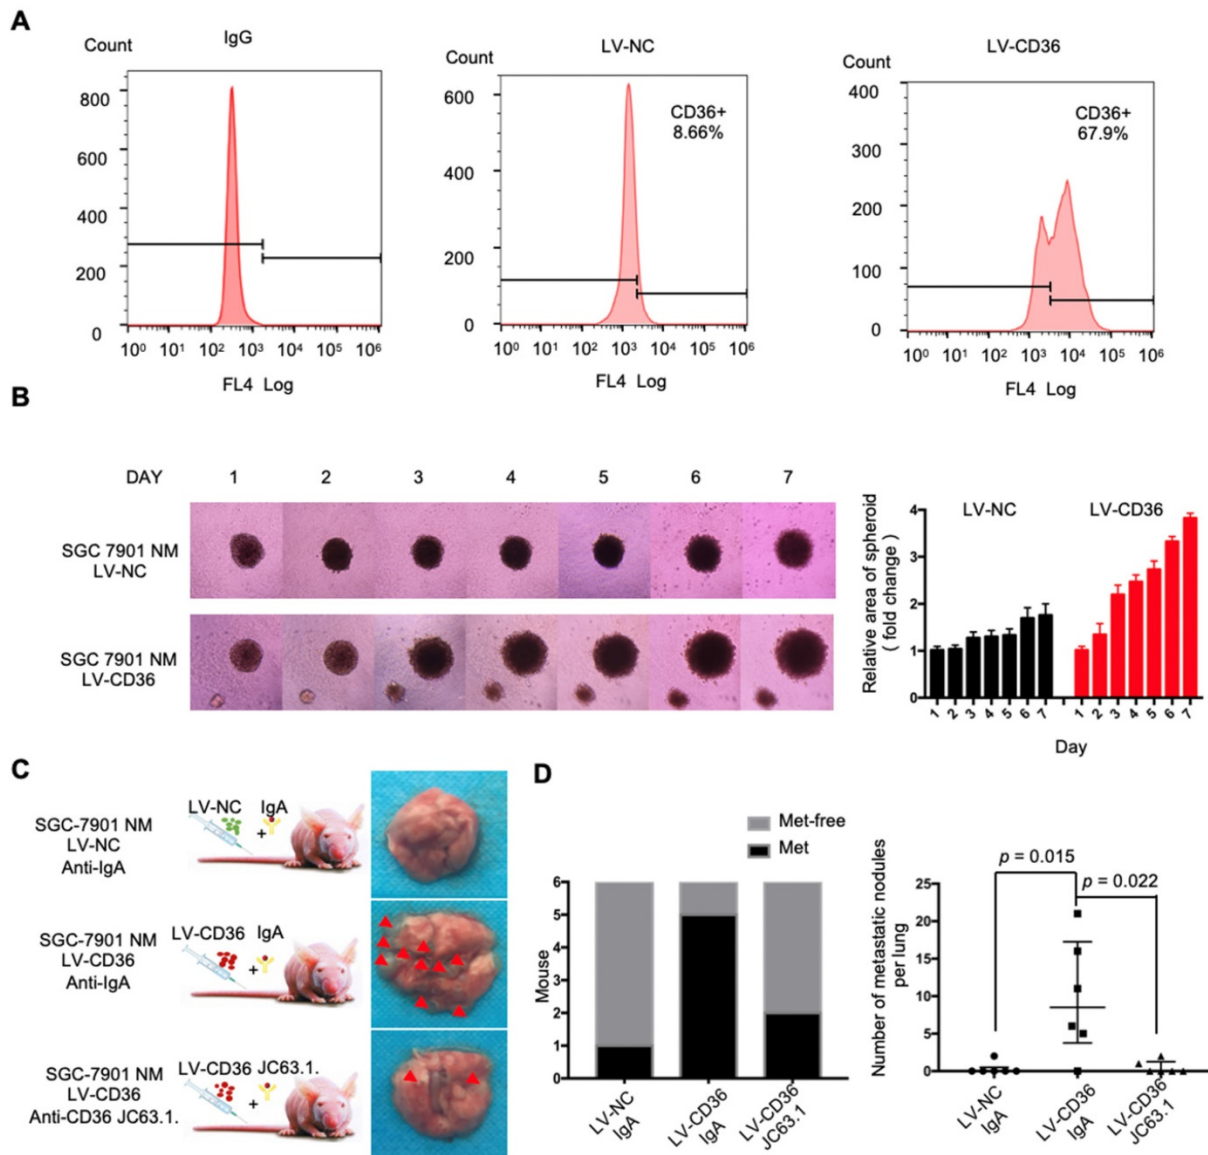 A
IgG
Count
800
600
400
200
0
10⁰ 10¹ 10² 10³ 10⁴ 10⁵ 10⁶
FL4 Log
LV-NC
Count
600
400
200
0
CD36+
8.66%
10⁰ 10¹ 10² 10³ 10⁴ 10⁵ 10⁶
FL4 Log
LV-CD36
Count
400
300
200
100
0
CD36+
67.9%
10⁰ 10¹ 10² 10³ 10⁴ 10⁵ 10⁶
FL4 Log
B
DAY 1 2 3 4 5 6 7
SGC 7901 NM
LV-NC
SGC 7901 NM
LV-CD36
Relative area of spheroid
( fold change )
4
3
2
1
0
LV-NC LV-CD36
1 2 3 4 5 6 7 1 2 3 4 5 6 7
Day
C
SGC-7901 NM
LV-NC
Anti-IgA
LV-NC IgA
+
SGC-7901 NM
LV-CD36
Anti-IgA
LV-CD36 IgA
+
SGC-7901 NM
LV-CD36
Anti-CD36 JC63.1.
LV-CD36 JC63.1.
+
D
Met-free
Met
Mouse
6
5
4
3
2
1
0
LV-NC
IgA
LV-CD36
IgA
LV-CD36
JC63.1
Number of metastatic nodules
per lung
25
20
15
10
5
0
p = 0.015
p = 0.022
LV-NC
IgA
LV-CD36
IgA
LV-CD36
JC63.1